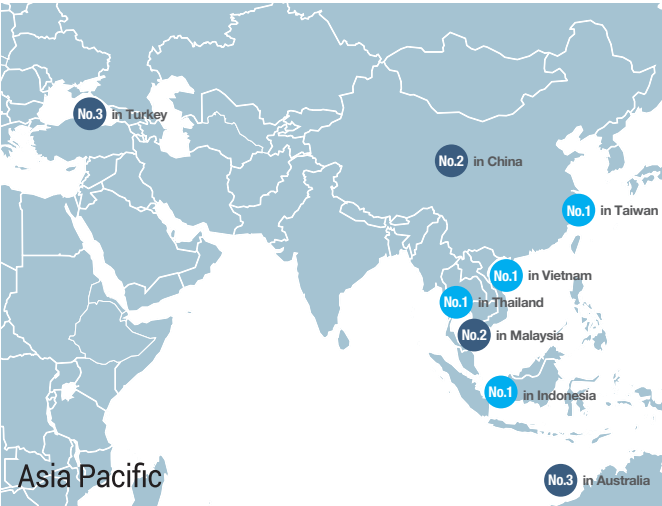 No.3 in Turkey
No.2 in China
No.1 in Taiwan
No.1 in Vietnam
No.1 in Thailand
No.2 in Malaysia
No.1 in Indonesia
Asia Pacific
No.3 in Australia